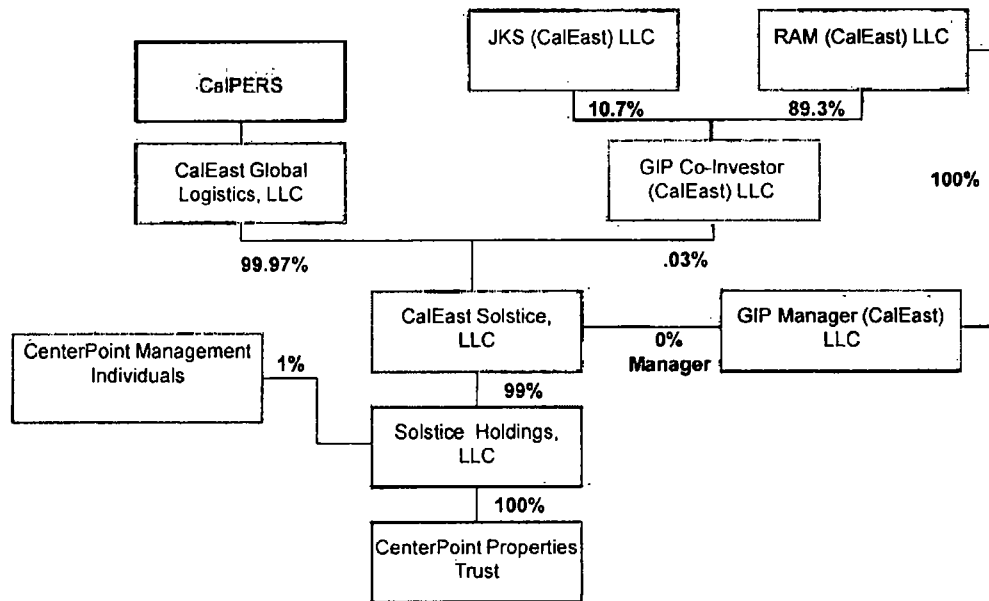 JKS (CalEast) LLC
RAM (CalEast) LLC
CalPERS
10.7%
89.3%
CalEast Global
Logistics, LLC
GIP Co-Investor
(CalEast) LLC
100%
99.97%
.03%
CalEast Solstice,
LLC
GIP Manager (CalEast)
LLC
0%
Manager
CenterPoint Management
Individuals
1%
99%
Solstice Holdings,
LLC
100%
CenterPoint Properties
Trust